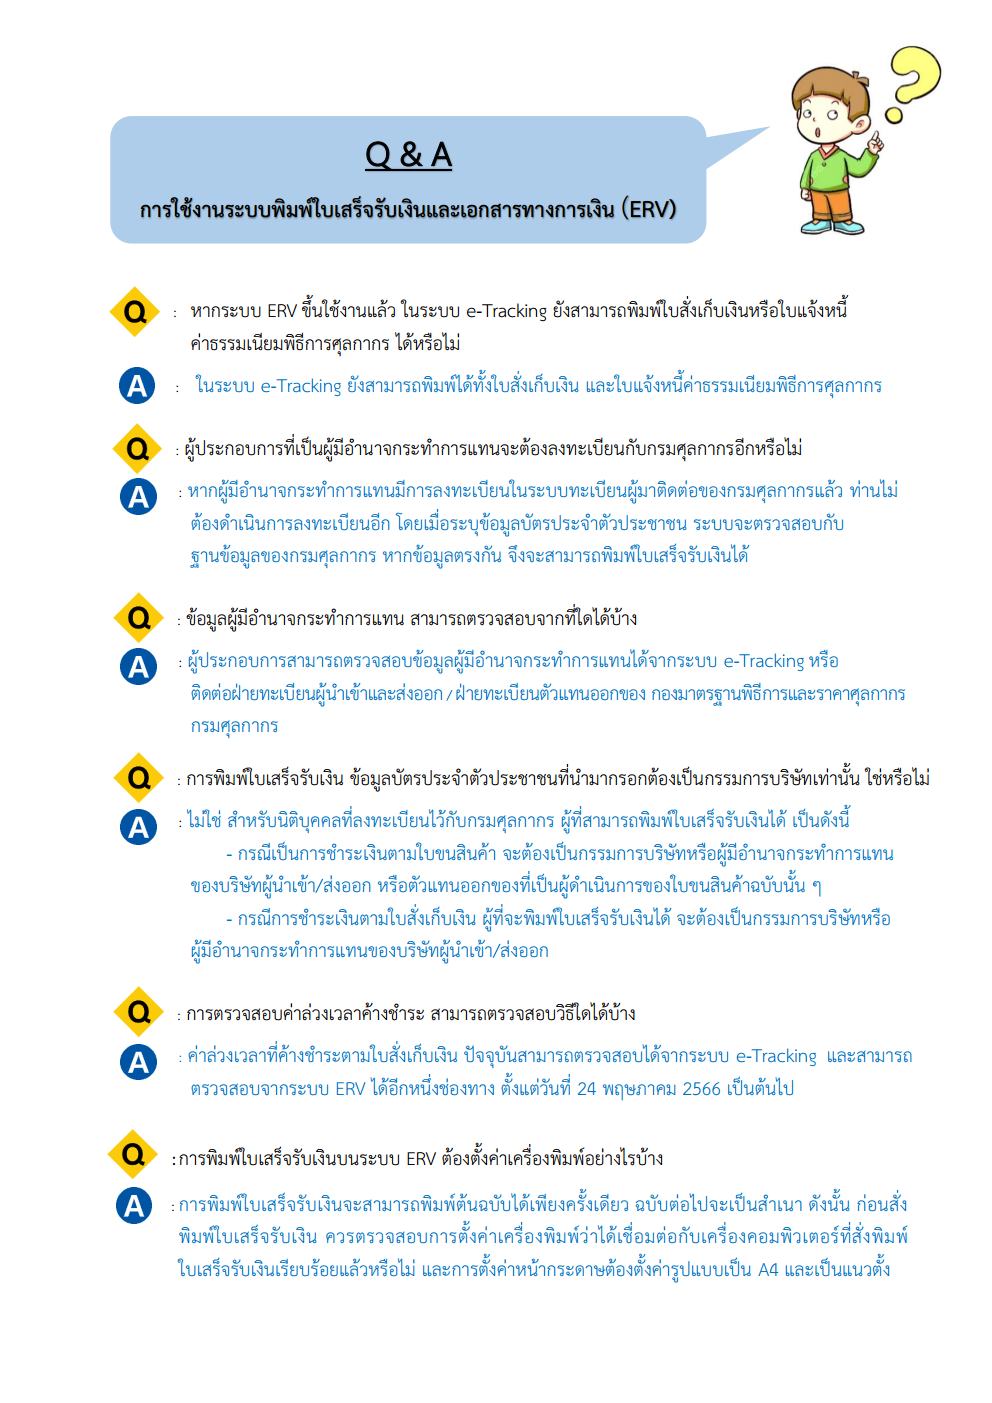 Q & A
การใช้งานระบบพิมพ์ใบเสร็จรับเงินและเอกสารทางการเงิน (ERV)
Q : หากระบบ ERV ขึ้นใช้งานแล้ว ในระบบ e-Tracking ยังสามารถพิมพ์ใบสั่งเก็บเงินหรือใบแจ้งหนี้
ค่าธรรมเนียมพิธีการศุลกากร ได้หรือไม่
A : ในระบบ e-Tracking ยังสามารถพิมพ์ได้ทั้งใบสั่งเก็บเงิน และใบแจ้งหนี้ค่าธรรมเนียมพิธีการศุลกากร
Q : ผู้ประกอบการที่เป็นผู้มีอำนาจกระทำการแทนจะต้องลงทะเบียนกับกรมศุลกากรอีกหรือไม่
A : หากผู้มีอำนาจกระทำการแทนมีการลงทะเบียนในระบบทะเบียนผู้มาติดต่อของกรมศุลกากรแล้ว ท่านไม่
ต้องดำเนินการลงทะเบียนอีก โดยเมื่อระบุข้อมูลบัตรประจำตัวประชาชน ระบบจะตรวจสอบกับ
ฐานข้อมูลของกรมศุลกากร หากข้อมูลตรงกัน จึงจะสามารถพิมพ์ใบเสร็จรับเงินได้
Q : ข้อมูลผู้มีอำนาจกระทำการแทน สามารถตรวจสอบจากที่ใดได้บ้าง
A : ผู้ประกอบการสามารถตรวจสอบข้อมูลผู้มีอำนาจกระทำการแทนได้จากระบบ e-Tracking หรือ
ติดต่อฝ่ายทะเบียนผู้นำเข้าและส่งออก / ฝ่ายทะเบียนตัวแทนออกของ กองมาตรฐานพิธีการและราคาศุลกากร
กรมศุลกากร
Q : การพิมพ์ใบเสร็จรับเงิน ข้อมูลบัตรประจำตัวประชาชนที่นำมากรอกต้องเป็นกรรมการบริษัทเท่านั้น ใช่หรือไม่
A : ไม่ใช่ สำหรับนิติบุคคลที่ลงทะเบียนไว้กับกรมศุลกากร ผู้ที่สามารถพิมพ์ใบเสร็จรับเงินได้ เป็นดังนี้
- กรณีเป็นการชำระเงินตามใบขนสินค้า จะต้องเป็นกรรมการบริษัทหรือผู้มีอำนาจกระทำการแทน
ของบริษัทผู้นำเข้า/ส่งออก หรือตัวแทนออกของที่เป็นผู้ดำเนินการของใบขนสินค้าฉบับนั้น ๆ
- กรณีการชำระเงินตามใบสั่งเก็บเงิน ผู้ที่จะพิมพ์ใบเสร็จรับเงินได้ จะต้องเป็นกรรมการบริษัทหรือ
ผู้มีอำนาจกระทำการแทนของบริษัทผู้นำเข้า/ส่งออก
Q : การตรวจสอบค่าล่วงเวลาค้างชำระ สามารถตรวจสอบวิธีใดได้บ้าง
A : ค่าล่วงเวลาที่ค้างชำระตามใบสั่งเก็บเงิน ปัจจุบันสามารถตรวจสอบได้จากระบบ e-Tracking และสามารถ
ตรวจสอบจากระบบ ERV ได้อีกหนึ่งช่องทาง ตั้งแต่วันที่ 24 พฤษภาคม 2566 เป็นต้นไป
Q : การพิมพ์ใบเสร็จรับเงินบนระบบ ERV ต้องตั้งค่าเครื่องพิมพ์อย่างไรบ้าง
A : การพิมพ์ใบเสร็จรับเงินจะสามารถพิมพ์ต้นฉบับได้เพียงครั้งเดียว ฉบับต่อไปจะเป็นสำเนา ดังนั้น ก่อนสั่ง
พิมพ์ใบเสร็จรับเงิน ควรตรวจสอบการตั้งค่าเครื่องพิมพ์ว่าได้เชื่อมต่อกับเครื่องคอมพิวเตอร์ที่สั่งพิมพ์
ใบเสร็จรับเงินเรียบร้อยแล้วหรือไม่ และการตั้งค่าหน้ากระดาษต้องตั้งค่ารูปแบบเป็น A4 และเป็นแนวตั้ง